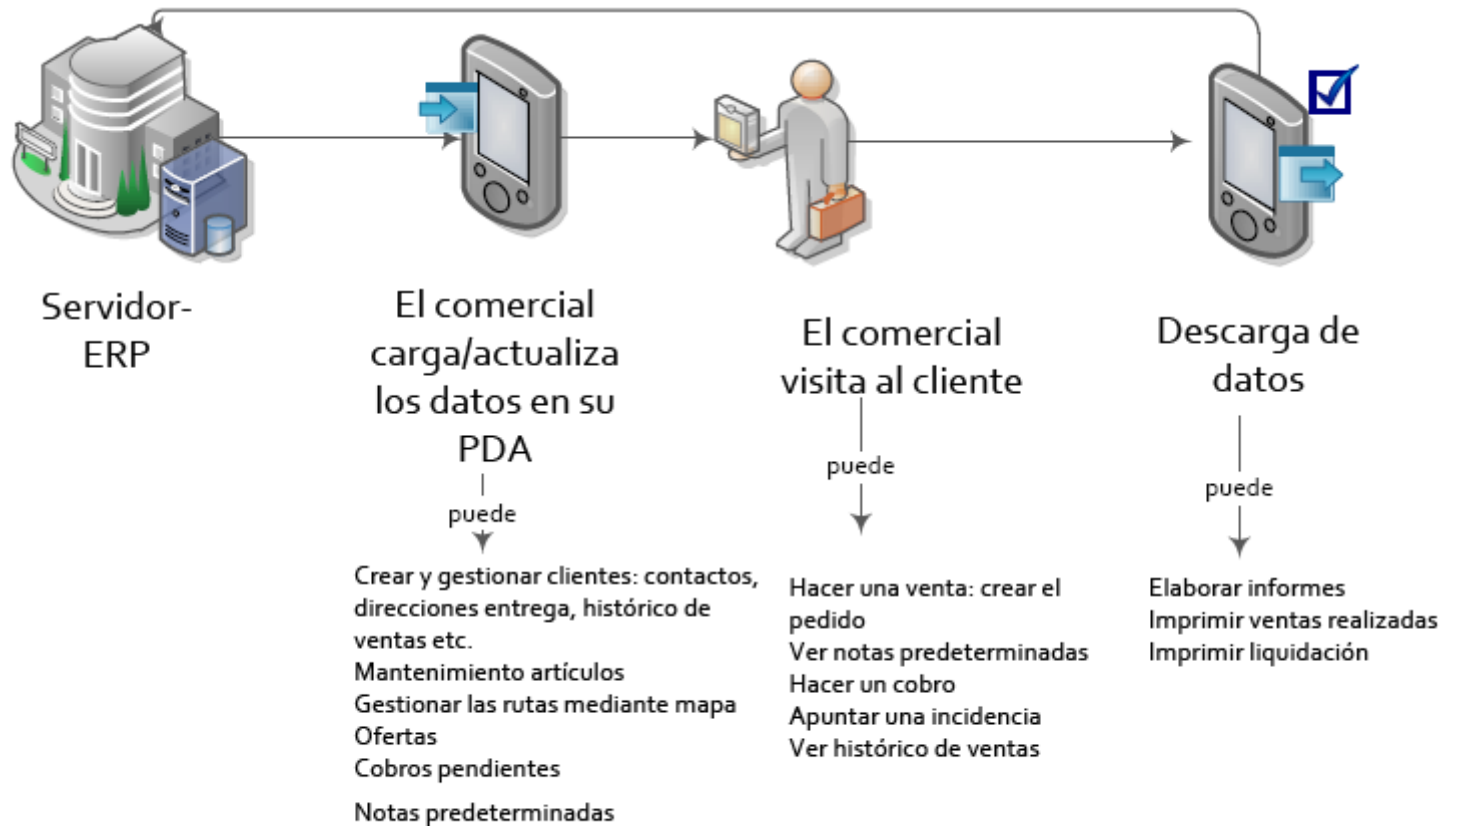 Servidor-
ERP
El comercial
carga/actualiza
los datos en su
PDA
puede
Crear y gestionar clientes: contactos,
direcciones entrega, histórico de
ventas etc.
Mantenimiento artículos
Gestionar las rutas mediante mapa
Ofertas
Cobros pendientes
Notas predeterminadas
El comercial
visita al cliente
puede
Hacer una venta: crear el
pedido
Ver notas predeterminadas
Hacer un cobro
Apuntar una incidencia
Ver histórico de ventas
Descarga de
datos
puede
Elaborar informes
Imprimir ventas realizadas
Imprimir liquidación